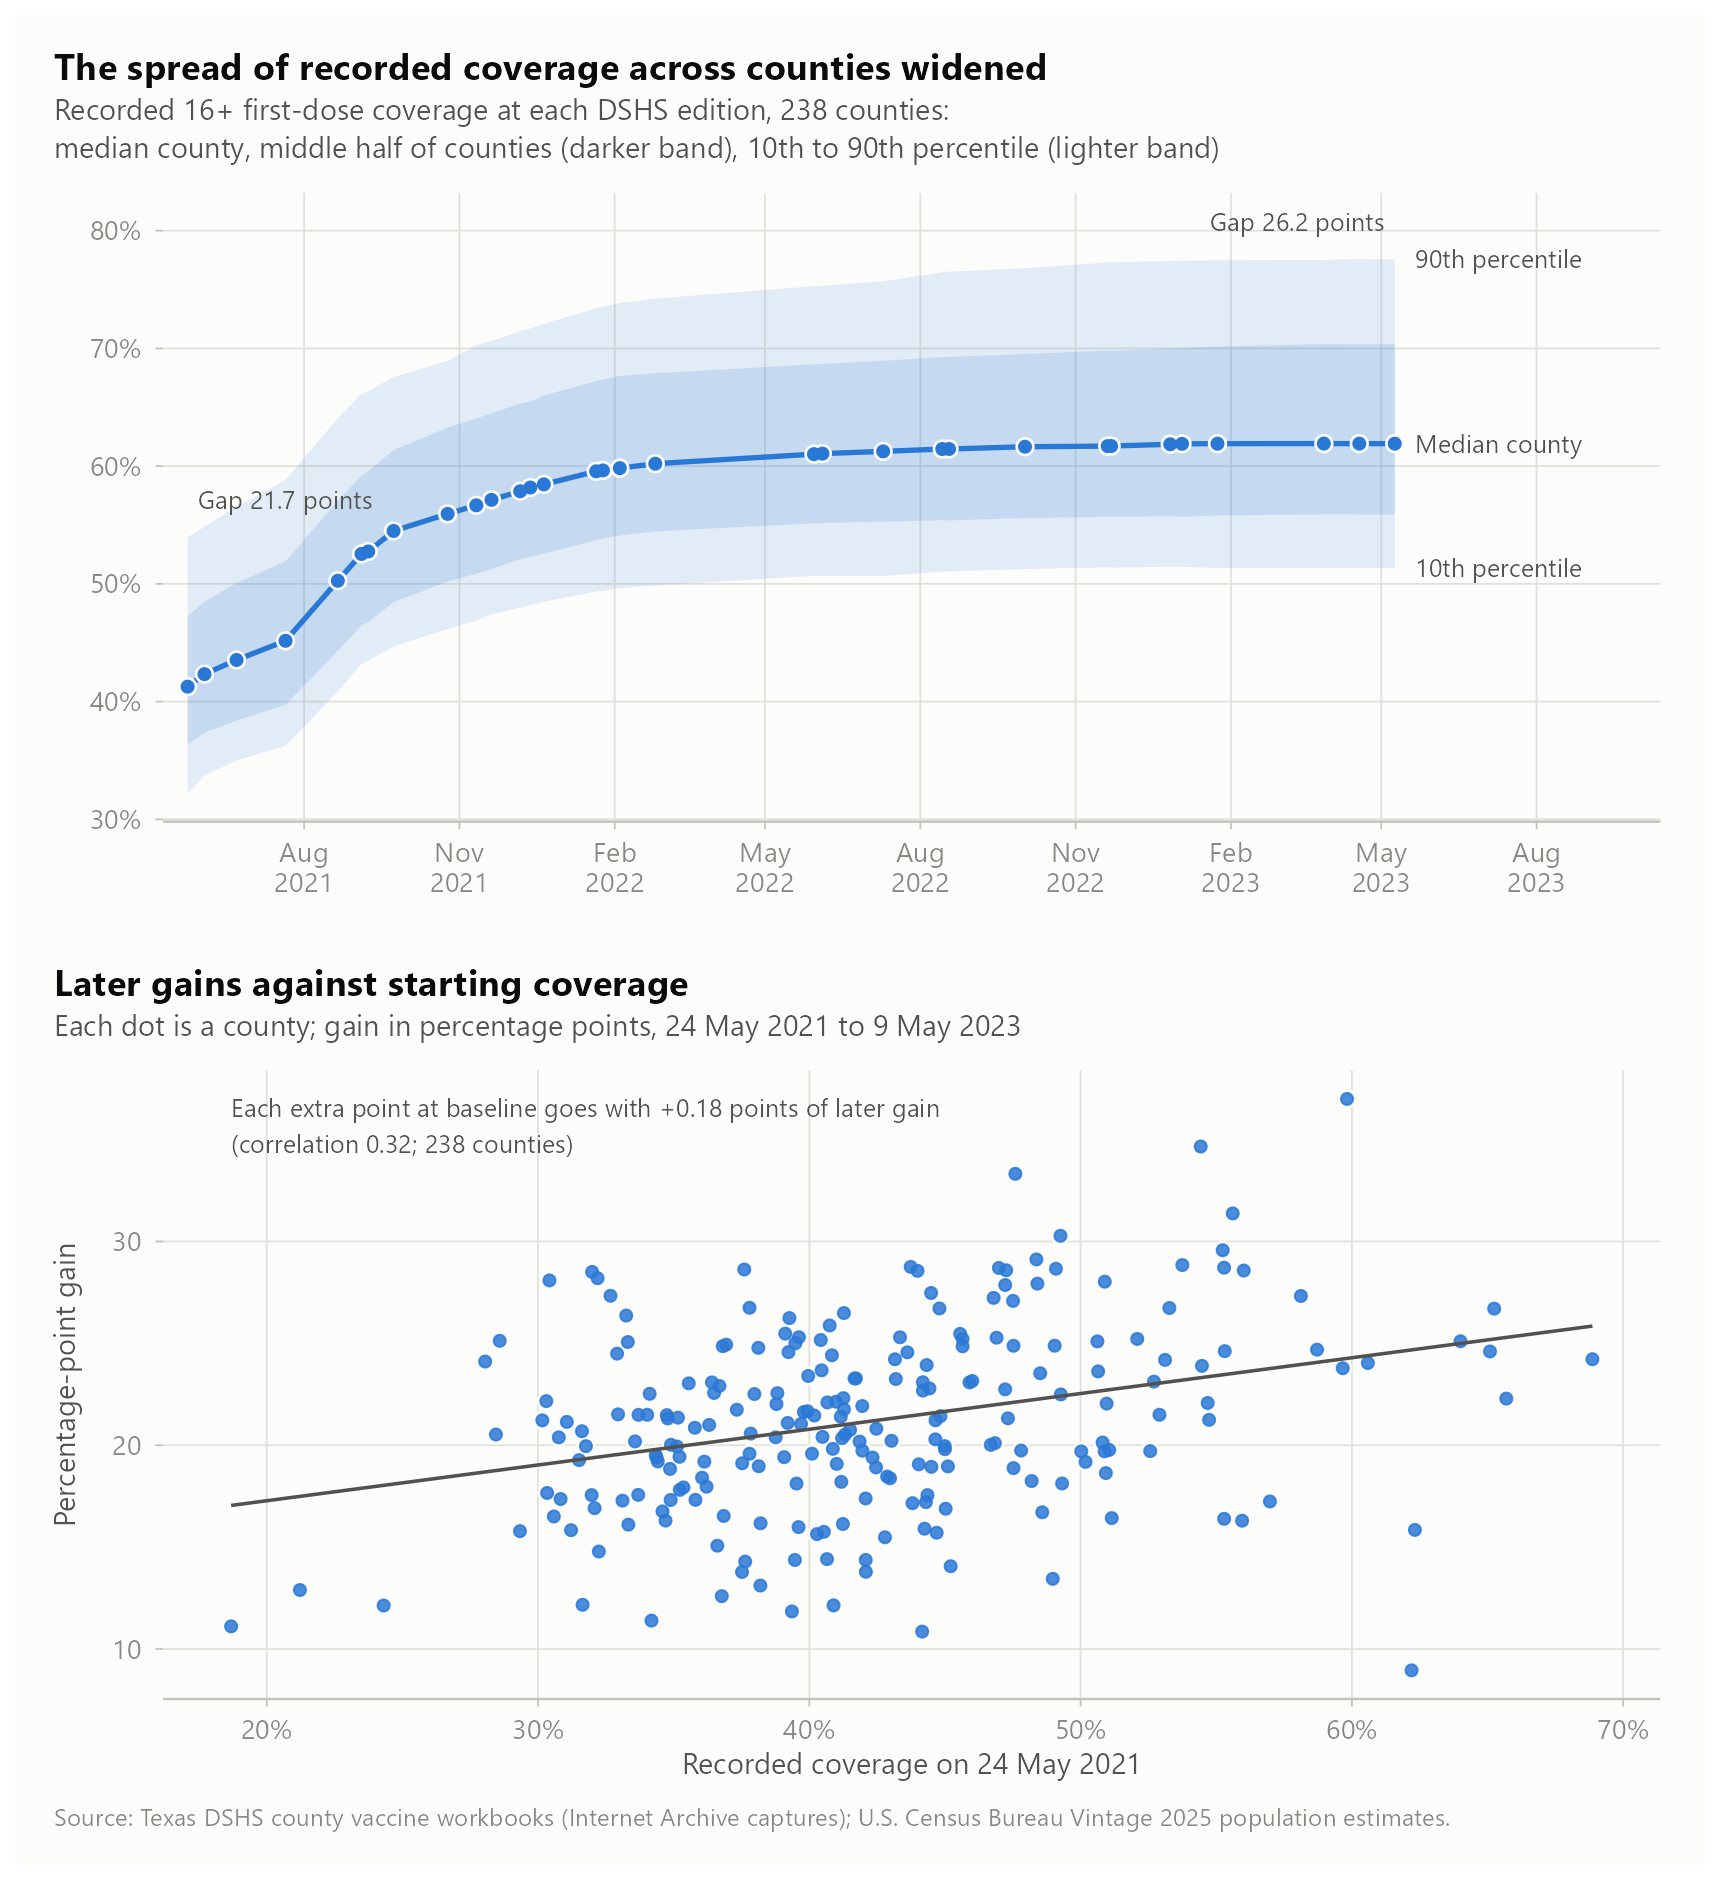 The spread of recorded coverage across counties widened
Recorded 16+ first-dose coverage at each DSHS edition, 238 counties:
median county, middle half of counties (darker band), 10th to 90th percentile (lighter band)
Gap 26.2 points
80%
90th percentile
70%
Median county
60%
Gap 21.7 points
10th percentile
50%
40%
30%
Aug Nov Feb May Aug Nov Feb May Aug
2021 2021 2022 2022 2022 2022 2023 2023 2023
Later gains against starting coverage
Each dot is a county; gain in percentage points, 24 May 2021 to 9 May 2023
Each extra point at baseline goes with +0.18 points of later gain
(correlation 0.32; 238 counties)
Percentage-point gain
30
20
10
20% 30% 40% 50% 60% 70%
Recorded coverage on 24 May 2021
Source: Texas DSHS county vaccine workbooks (Internet Archive captures); U.S. Census Bureau Vintage 2025 population estimates.